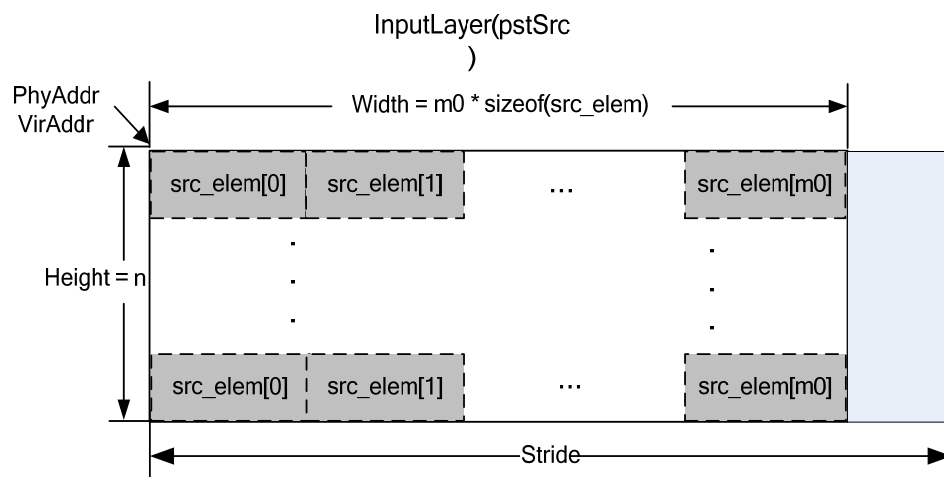 InputLayer(pstSrc
)
PhyAddr
VirAddr
Width = m0 * sizeof(src_elem)
src_elem[0] src_elem[1] ... src_elem[m0]
Height = n
src_elem[0] src_elem[1] ... src_elem[m0]
Stride